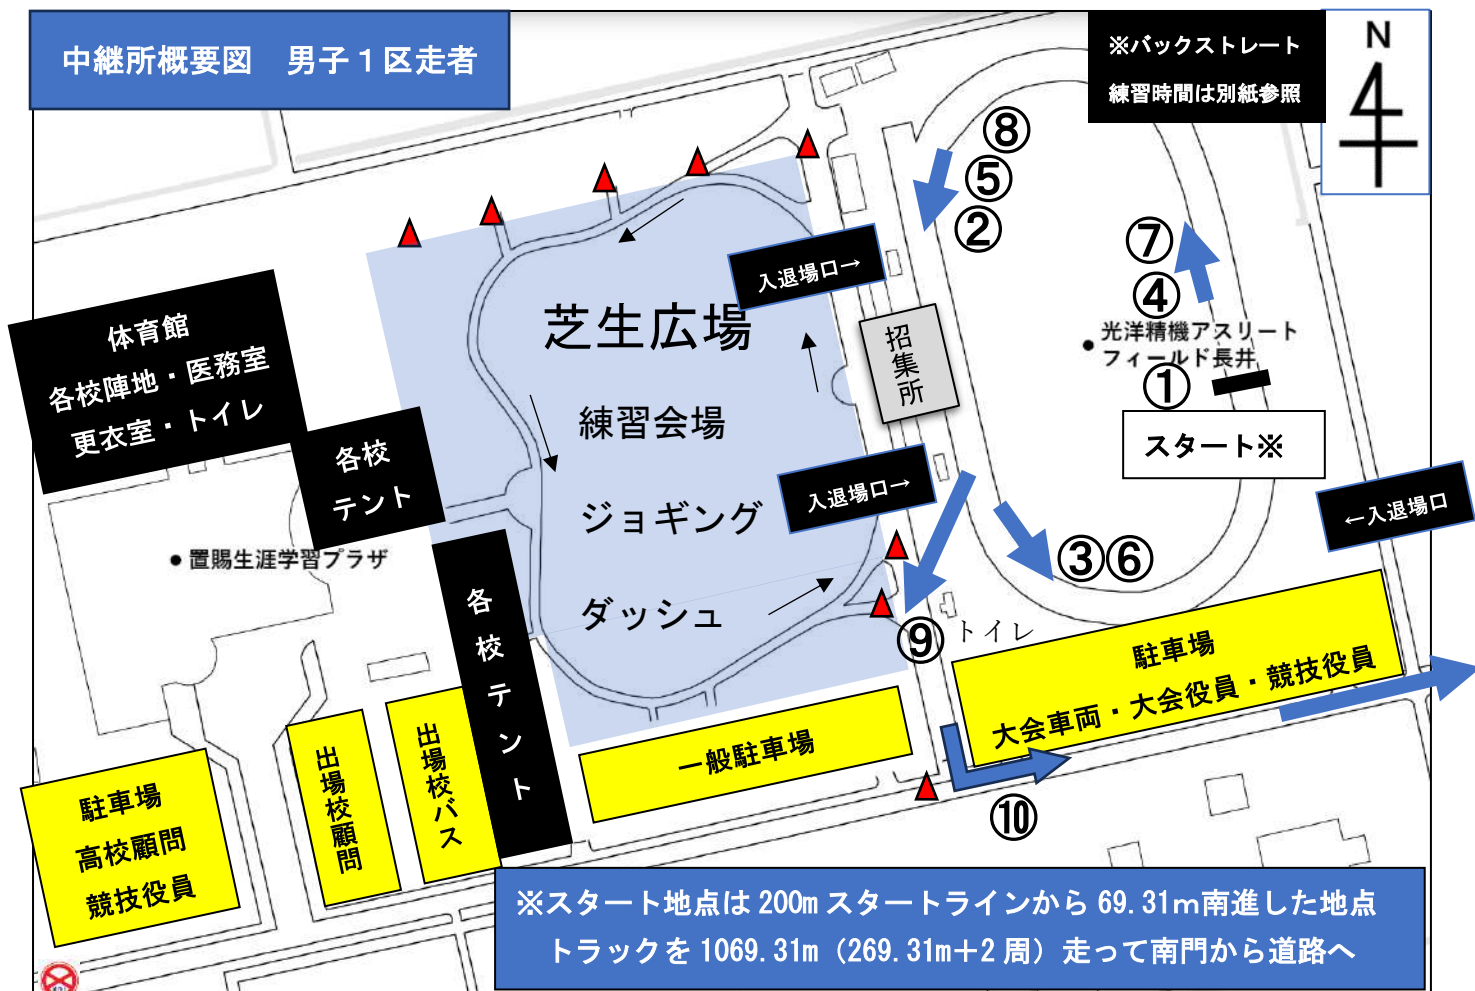 中継所概要図　男子１区走者
※バックストレート
練習時間は別紙参照
N
⑧
⑤
②
⑦
④
光洋精機アスリート
フィールド長井
①
スタート※
入退場口→
招集所
芝生広場
練習会場
ジョギング
ダッシュ
入退場口→
←入退場口
体育館
各校陣地・医務室
更衣室・トイレ
各校
テント
置賜生涯学習プラザ
各校テント
③⑥
⑨
トイレ
駐車場
大会車両・大会役員・競技役員
一般駐車場
出場校バス
出場校顧問
駐車場
高校顧問
競技役員
⑩
※スタート地点は 200m スタートラインから 69.31m南進した地点
トラックを 1069.31m（269.31m＋2 周）走って南門から道路へ